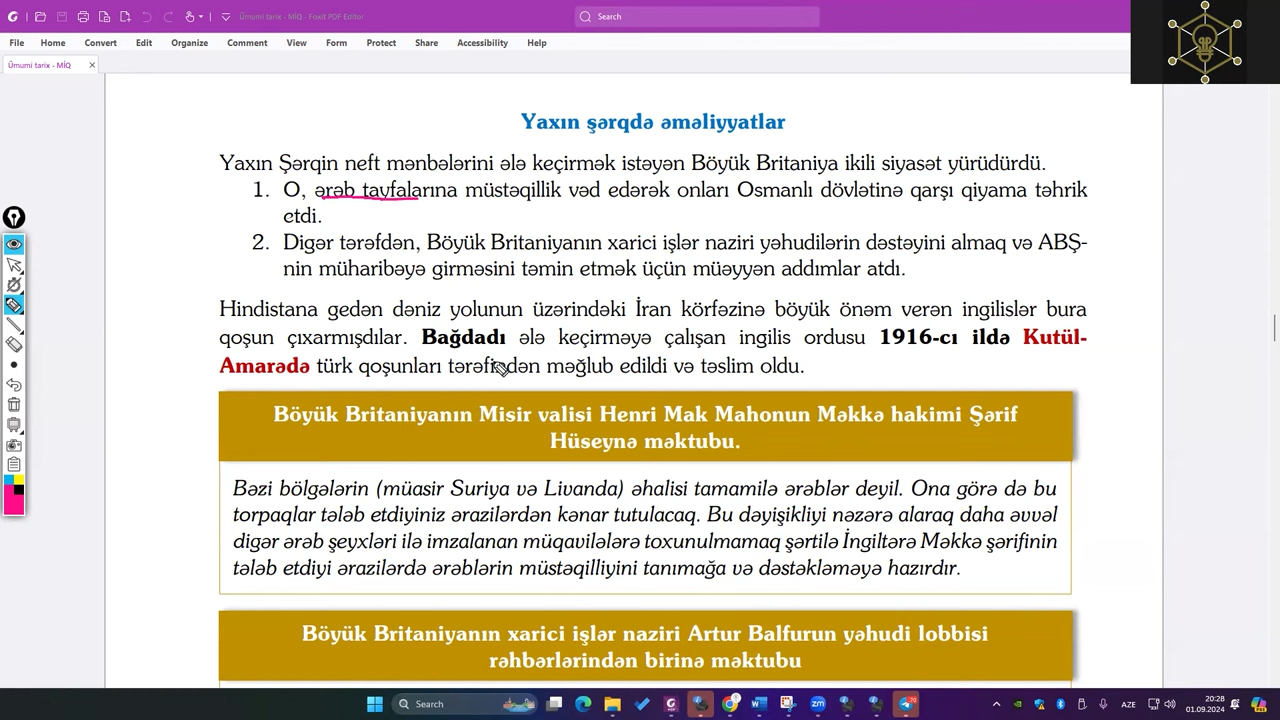 Ümumi tarix - MİQ - Foxit PDF Editor
Search
File Home Convert Edit Organize Comment View Form Protect Share Accessibility Help
Ümumi tarix - MİQ
Yaxın şərqdə əməliyyatlar
Yaxın Şərqin neft mənbələrini ələ keçirmək istəyən Böyük Britaniya ikili siyasət yürüdürdü.
1. O, ərəb tayfalarına müstəqillik vəd edərək onları Osmanlı dövlətinə qarşı qiyama təhrik
etdi.
2. Digər tərəfdən, Böyük Britaniyanın xarici işlər naziri yəhudilərin dəstəyini almaq və ABŞ-
nin müharibəyə girməsini təmin etmək üçün müəyyən addımlar atdı.
Hindistana gedən dəniz yolunun üzərindəki İran körfəzinə böyük önəm verən ingilislər bura
qoşun çıxarmışdılar. Bağdadı ələ keçirməyə çalışan ingilis ordusu 1916-cı ildə Kutül-
Amarədə türk qoşunları tərəfindən məğlub edildi və təslim oldu.
Böyük Britaniyanın Misir valisi Henri Mak Mahonun Məkkə hakimi Şərif
Hüseynə məktubu.
Bəzi bölgələrin (müasir Suriya və Livanda) əhalisi tamamilə ərəblər deyil. Ona görə də bu
torpaqlar tələb etdiyiniz ərazilərdən kənar tutulacaq. Bu dəyişikliyi nəzərə alaraq daha əvvəl
digər ərəb şeyxləri ilə imzalanan müqavilələrə toxunulmamaq şərtilə İngiltərə Məkkə şərifinin
tələb etdiyi ərazilərdə ərəblərin müstəqilliyini tanımağa və dəstəkləməyə hazırdır.
Böyük Britaniyanın xarici işlər naziri Artur Balfurun yəhudi lobbisi
rəhbərlərindən birinə məktubu
Search
AZE
20:28
01.09.2024